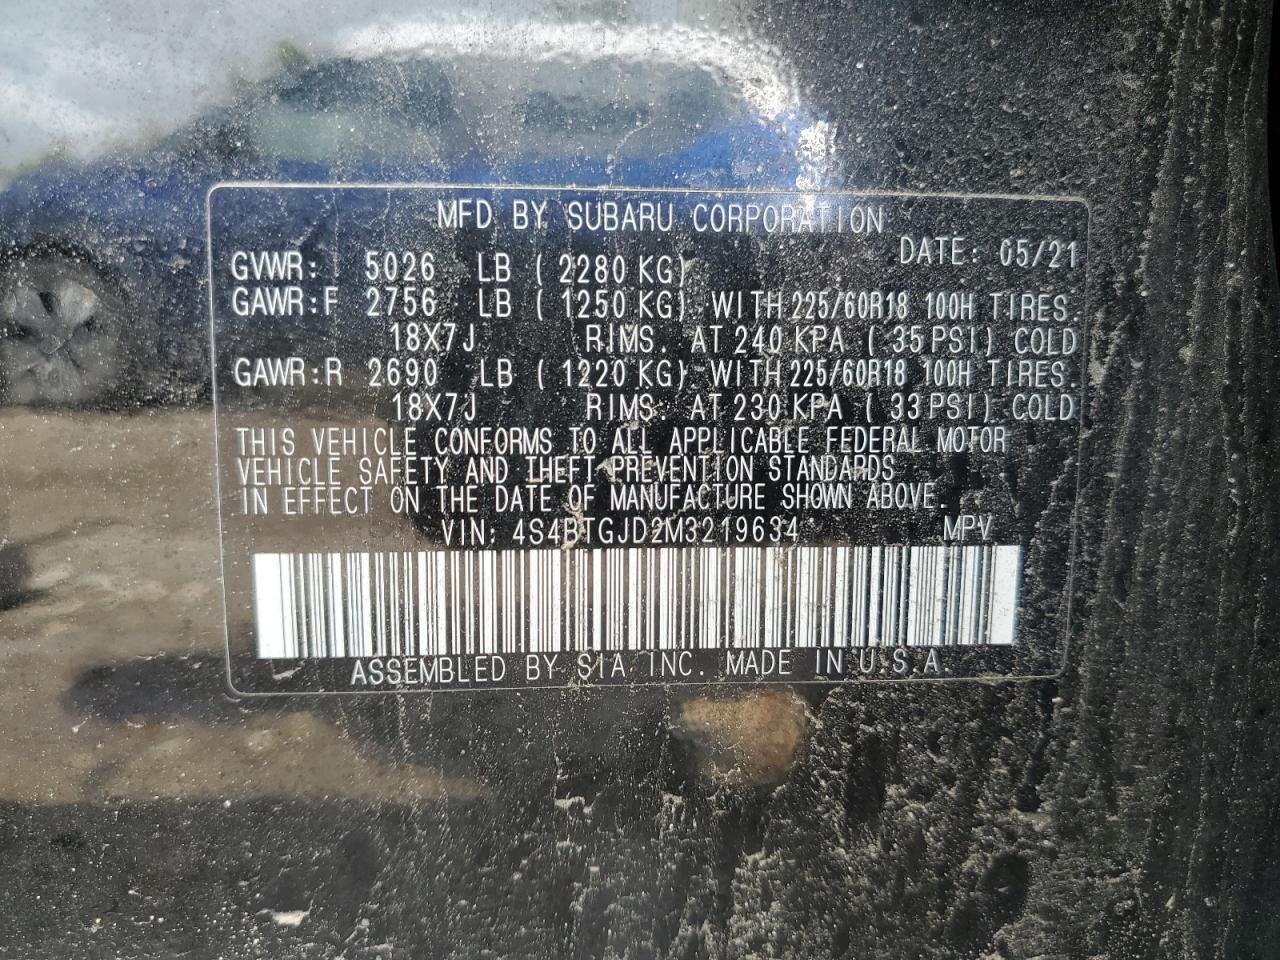 MFD BY SUBARU CORPORATION
DATE: 05/21
GVWR: 5026 LB ( 2280 KG)
GAWR:F 2756 LB ( 1250 KG) WITH 225/60R18 100H TIRES.
18X7J RIMS. AT 240 KPA ( 35 PSI) COLD
GAWR:R 2690 LB ( 1220 KG) WITH 225/60R18 100H TIRES.
18X7J RIMS. AT 230 KPA ( 33 PSI) COLD
THIS VEHICLE CONFORMS TO ALL APPLICABLE FEDERAL MOTOR
VEHICLE SAFETY AND THEFT PREVENTION STANDARDS
IN EFFECT ON THE DATE OF MANUFACTURE SHOWN ABOVE.
VIN: 4S4BTGJD2M3219634 MPV
ASSEMBLED BY SIA INC. MADE IN U.S.A